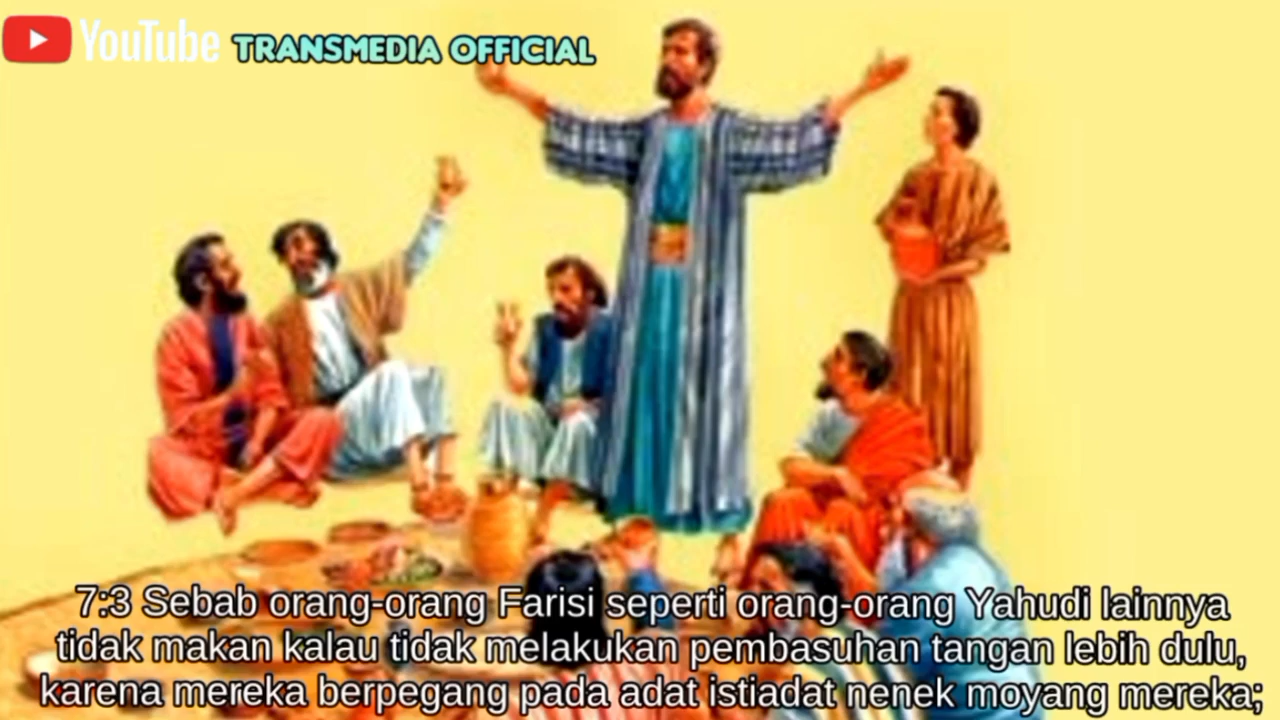 YouTube TRANSMEDIA OFFICIAL
7:3 Sebab orang-orang Farisi seperti orang-orang Yahudi lainnya
tidak makan kalau tidak melakukan pembasuhan tangan lebih dulu,
karena mereka berpegang pada adat istiadat nenek moyang mereka;